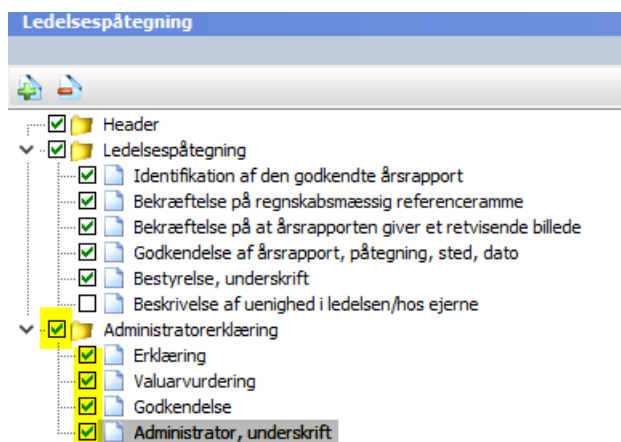 Ledelsespåtegning
Header
Ledelsespåtegning
Identifikation af den godkendte årsrapport
Bekræftelse på regnskabsmæssig referenceramme
Bekræftelse på at årsrapporten giver et retvisende billede
Godkendelse af årsrapport, påtegning, sted, dato
Bestyrelse, underskrift
Beskrivelse af uenighed i ledelsen/hos ejerne
Administratorerklæring
Erklæring
Valuarvurdering
Godkendelse
Administrator, underskrift